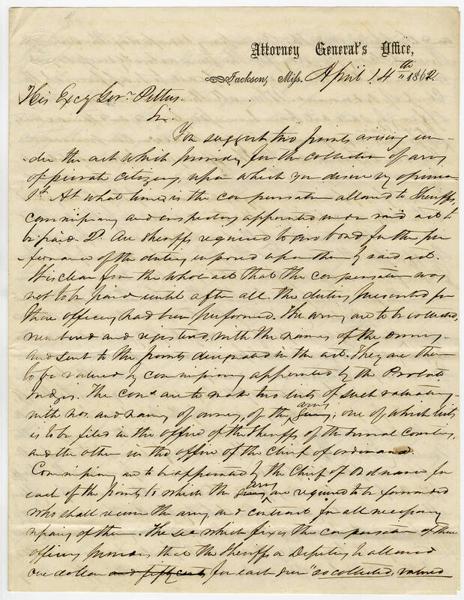 Attorney General's Office,
Jackson, Miss. April 14th 1862
His Excy Gov. Pettus.
Sir.
You suggest two points arising un-
der the act which provides for the collection of arms
of private citizens, upon which you desire my opinion
1st At what time is the compensation allowed to Sheriffs,
commissioners and inspectors appointed under said act to
be paid 2d Are sheriffs required to give bond for the per-
formance of the duties imposed upon them by said act.
It is clear from the whole act that the compensation was
not to be paid until after all the duties prescribed for
these officers had been performed. The arms are to be collected,
numbered and registered, with the names of the owners,
and sent to the points designated in the act. They are then
to be valued by commissioners appointed by the Probate
Judges. The coms are to make two lists of such valuation,
with nos. and names of owners, of the arms, one of which lists
is to be filed in the office of the Sheriffs of the several Counties,
and the other in the office of the chief of ordnance.
Commissioners are to be appointed by the Chief of Ordnance for
each of the points to which the arms are required to be forwarded
who shall receive the arms and contract for all necessary
repairs of them. The sec which fixes the compensation of these
officers provides that the Sheriff or Deputy be allowed
one dollar and fifty cents for each gun "so collected, valued